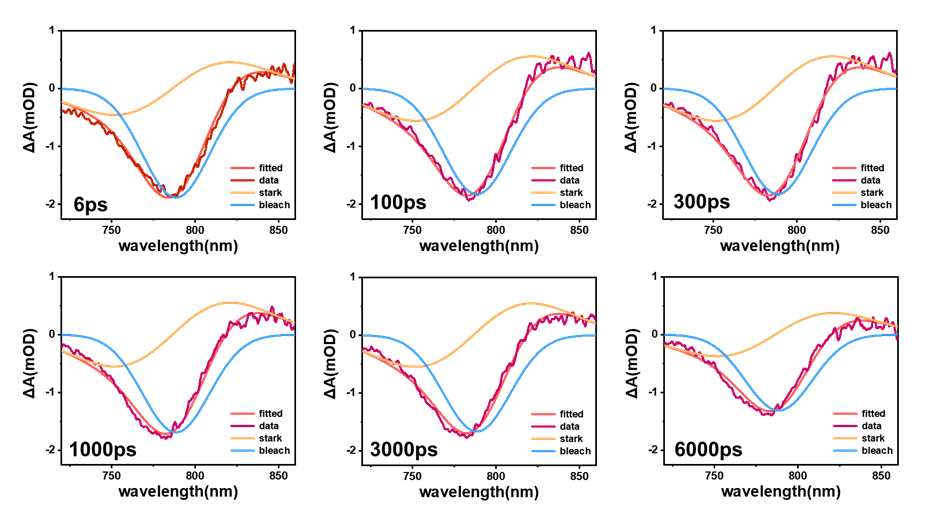 1
0
-1
-2
ΔA(mOD)
fitted
data
stark
bleach
6ps
750 800 850
wavelength(nm)
1
0
-1
-2
ΔA(mOD)
fitted
data
stark
bleach
100ps
750 800 850
wavelength(nm)
1
0
-1
-2
ΔA(mOD)
fitted
data
stark
bleach
300ps
750 800 850
wavelength(nm)
1
0
-1
-2
ΔA(mOD)
fitted
data
stark
bleach
1000ps
750 800 850
wavelength(nm)
1
0
-1
-2
ΔA(mOD)
fitted
data
stark
bleach
3000ps
750 800 850
wavelength(nm)
1
0
-1
-2
ΔA(mOD)
fitted
data
stark
bleach
6000ps
750 800 850
wavelength(nm)